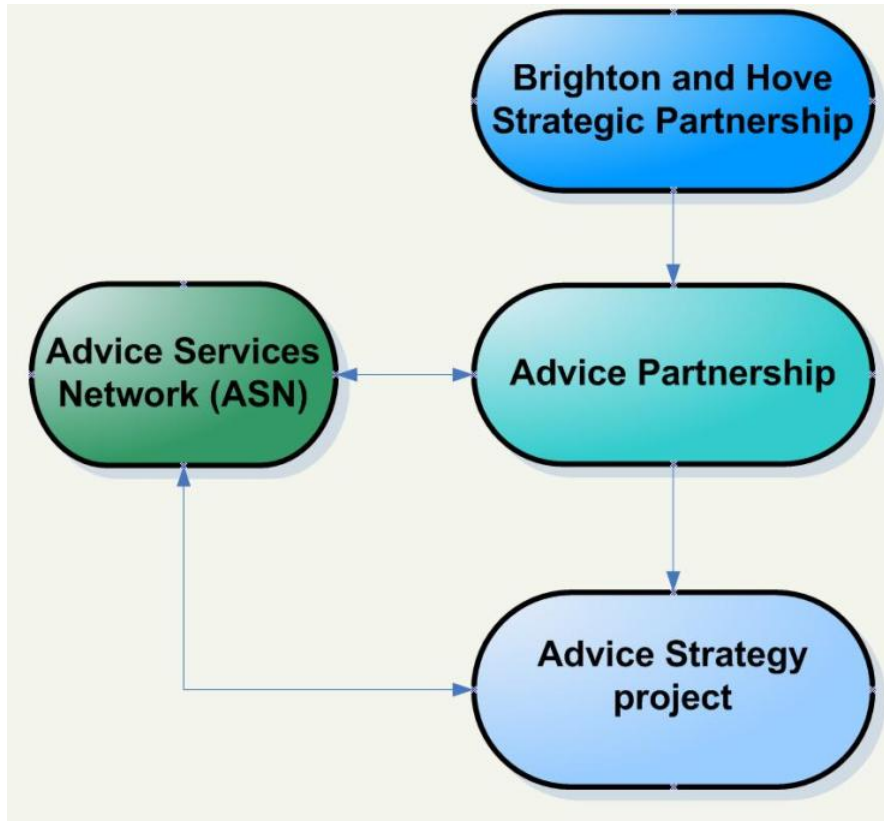 Brighton and Hove
Strategic Partnership
Advice Services
Network (ASN)
Advice Partnership
Advice Strategy
project